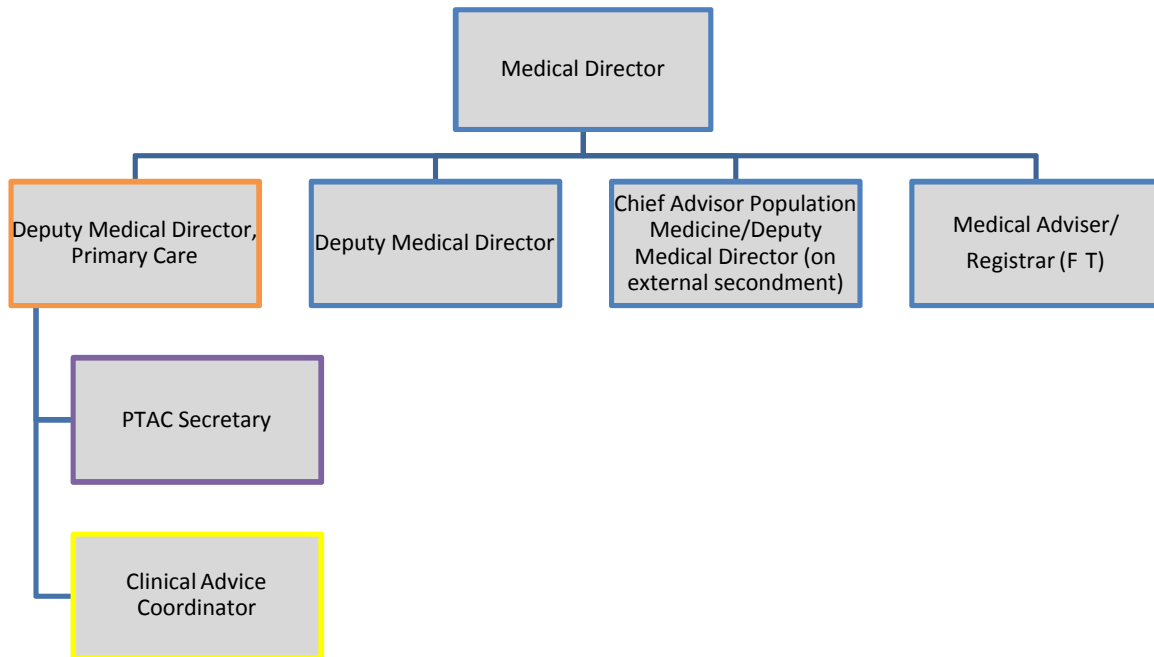 Medical Director
Deputy Medical Director,
Primary Care
Deputy Medical Director
Chief Advisor Population
Medicine/Deputy
Medical Director (on
external secondment)
Medical Adviser/
Registrar (F T)
PTAC Secretary
Clinical Advice
Coordinator